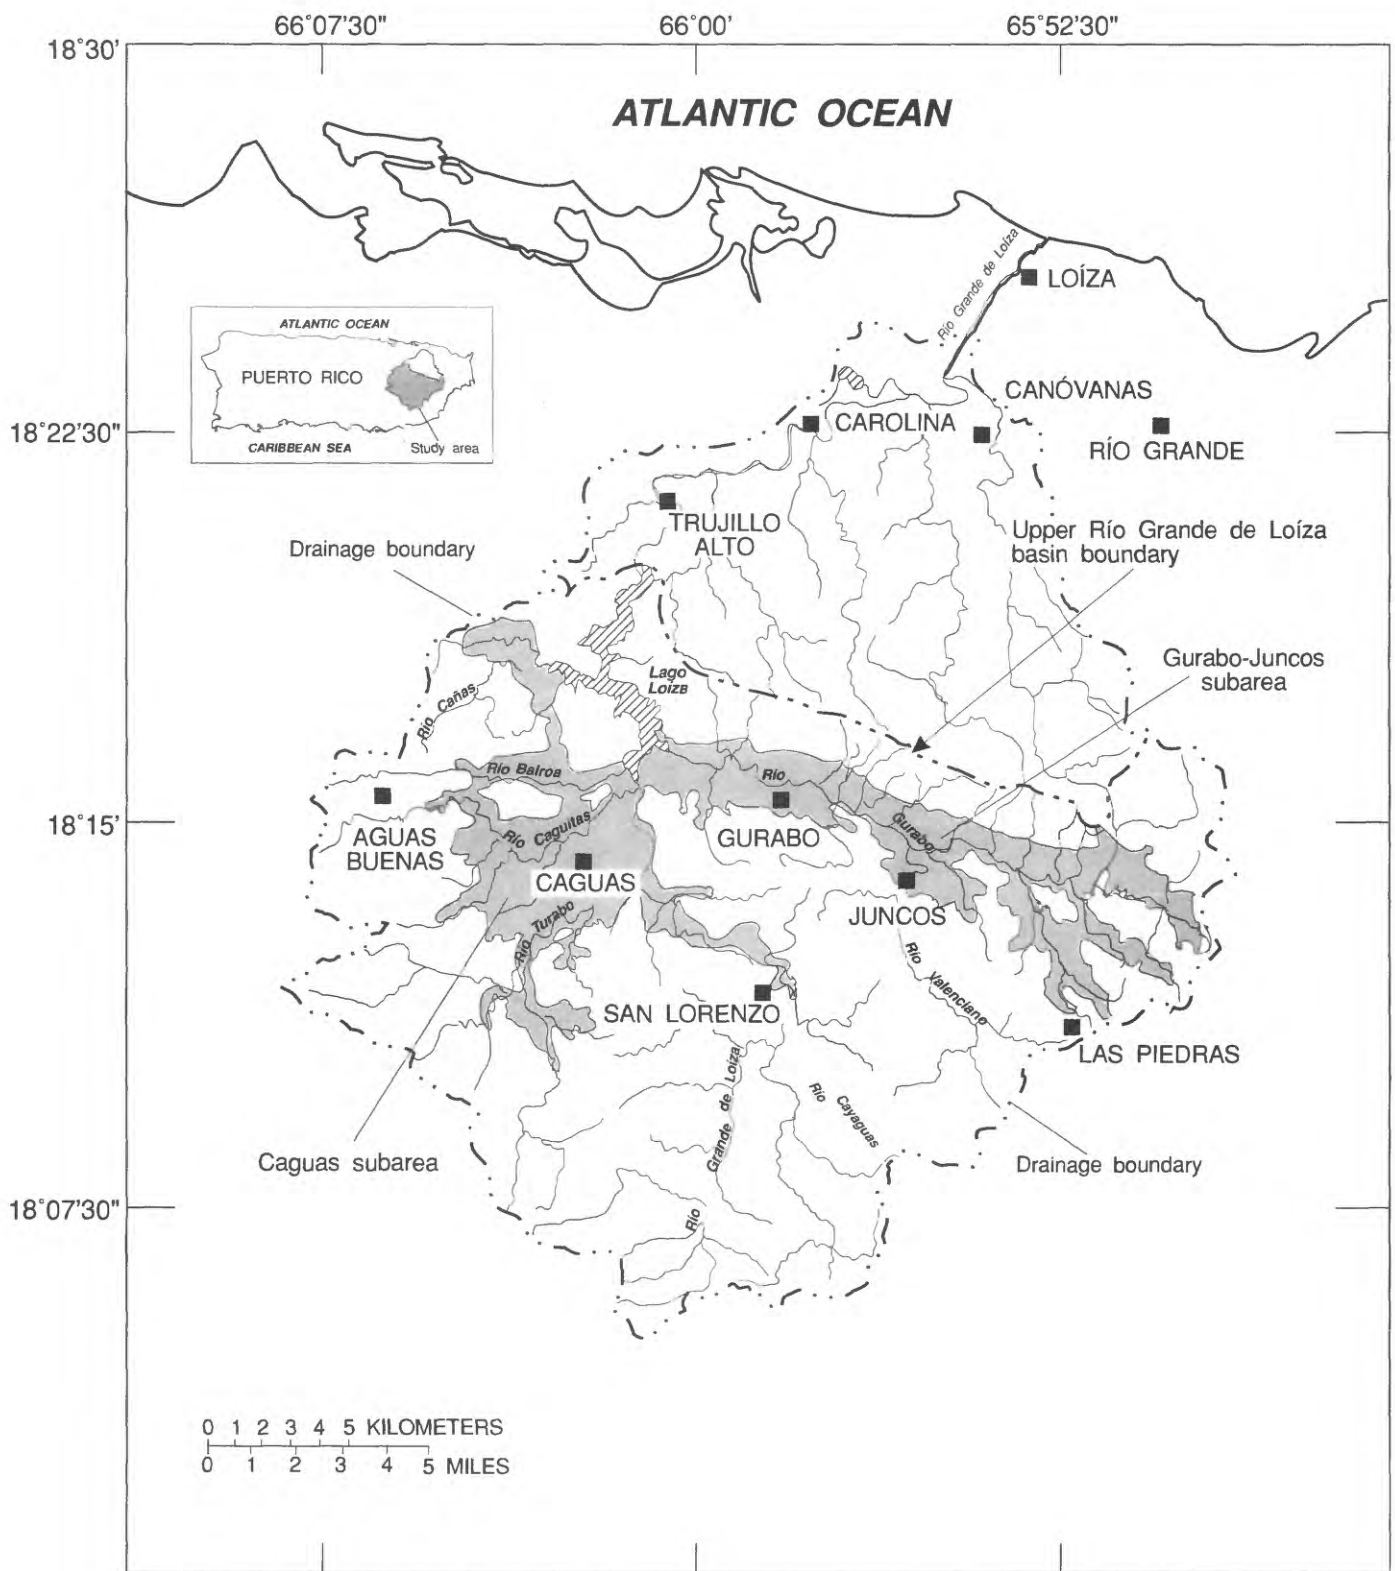 66°07'30" 66°00' 65°52'30"
18°30'
ATLANTIC OCEAN
Río Grande de Loíza
LOÍZA
ATLANTIC OCEAN
PUERTO RICO
CARIBBEAN SEA
Study area
CANÓVANAS
CAROLINA
18°22'30"
RÍO GRANDE
TRUJILLO
ALTO
Upper Río Grande de Loíza
basin boundary
Drainage boundary
Gurabo-Juncos
subarea
Lago
Loíza
Río Cañas
Río Bairoa
Río
Gurabo
18°15'
AGUAS
BUENAS
Río Caguitas
GURABO
CAGUAS
JUNCOS
Río Turabo
Río Valenciano
SAN LORENZO
LAS PIEDRAS
Río Grande de Loíza
Río Cayaguas
Caguas subarea
Drainage boundary
18°07'30"
0 1 2 3 4 5 KILOMETERS
0 1 2 3 4 5 MILES